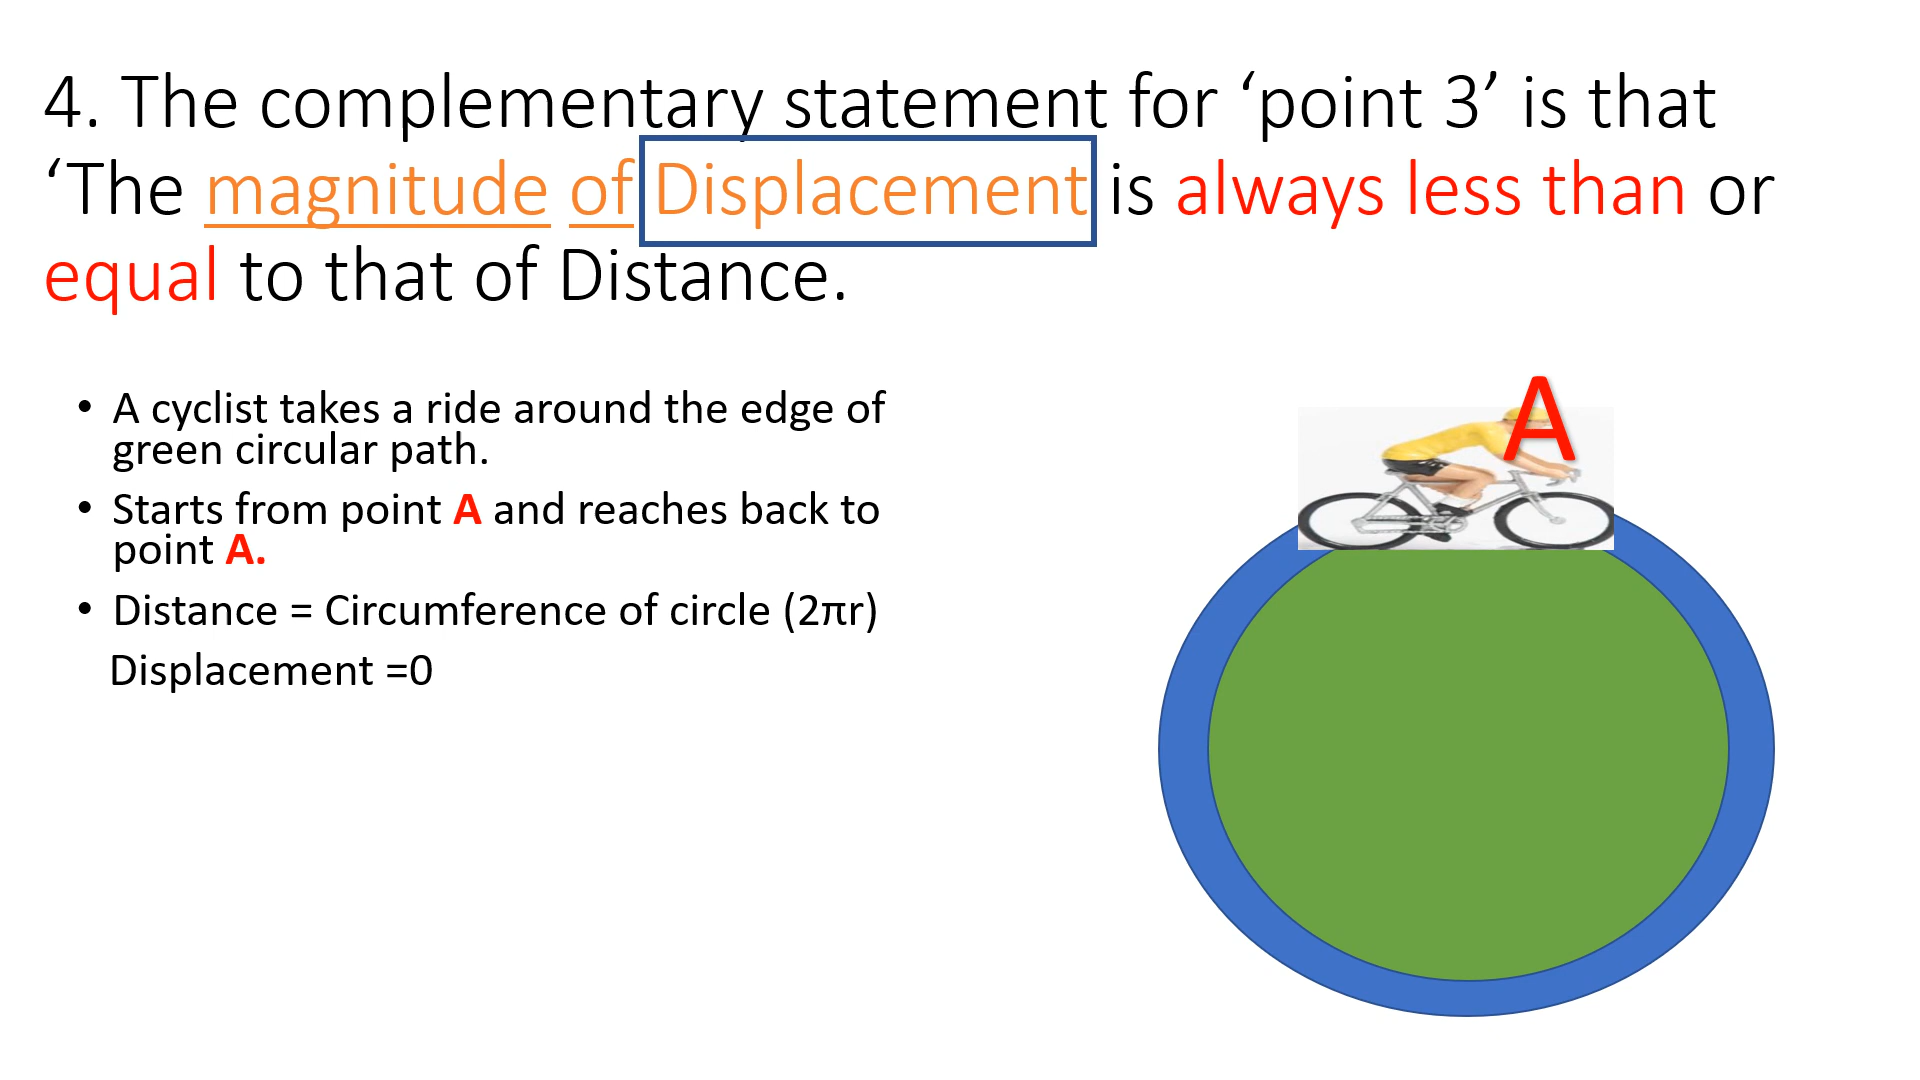 4. The complementary statement for ‘point 3’ is that
‘The magnitude of Displacement is always less than or
equal to that of Distance.
A
• A cyclist takes a ride around the edge of
green circular path.
• Starts from point A and reaches back to
point A.
• Distance = Circumference of circle (2πr)
Displacement =0